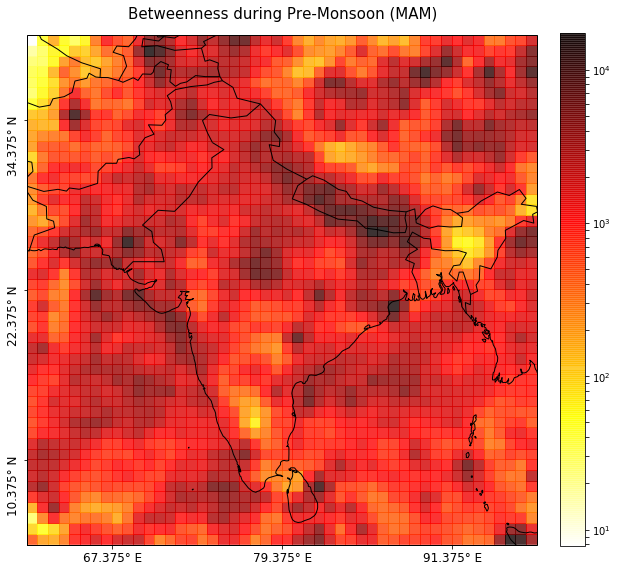 Betweenness during Pre-Monsoon (MAM)
34.375° N
22.375° N
10.375° N
67.375° E
79.375° E
91.375° E
10⁴
10³
10²
10¹